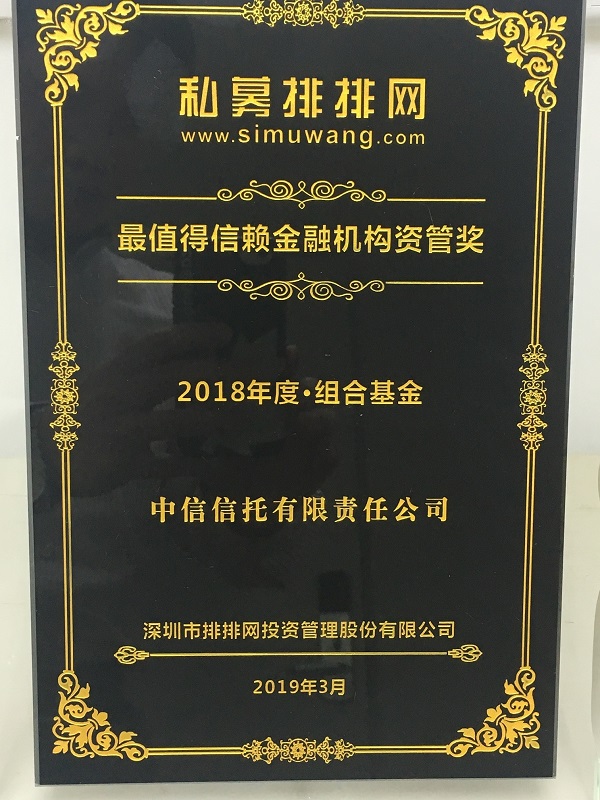 私募排排网
www.simuwang.com
最值得信赖金融机构资管奖
2018年度·组合基金
中信信托有限责任公司
深圳市排排网投资管理股份有限公司
2019年3月